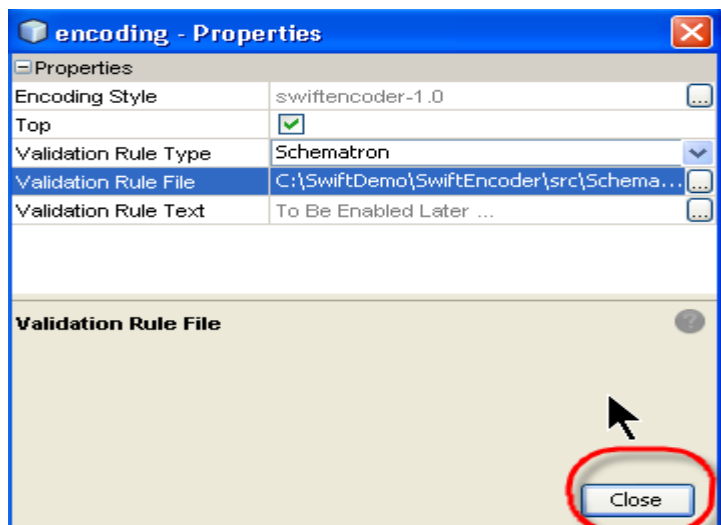 encoding - Properties
Properties
Encoding Style swiftencoder-1.0 ...
Top
Validation Rule Type Schematron
Validation Rule File C:\SwiftDemo\SwiftEncoder\src\Schema... ...
Validation Rule Text To Be Enabled Later ... ...
Validation Rule File
?
Close